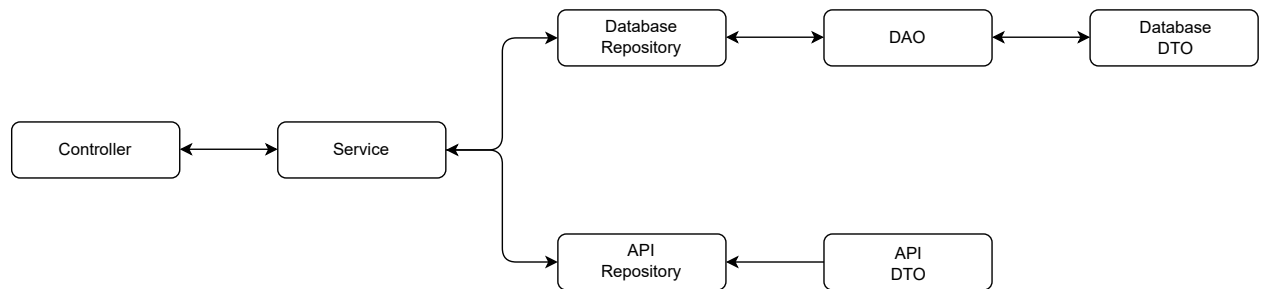 Database
Repository
DAO
Database
DTO
Controller
Service
API
Repository
API
DTO